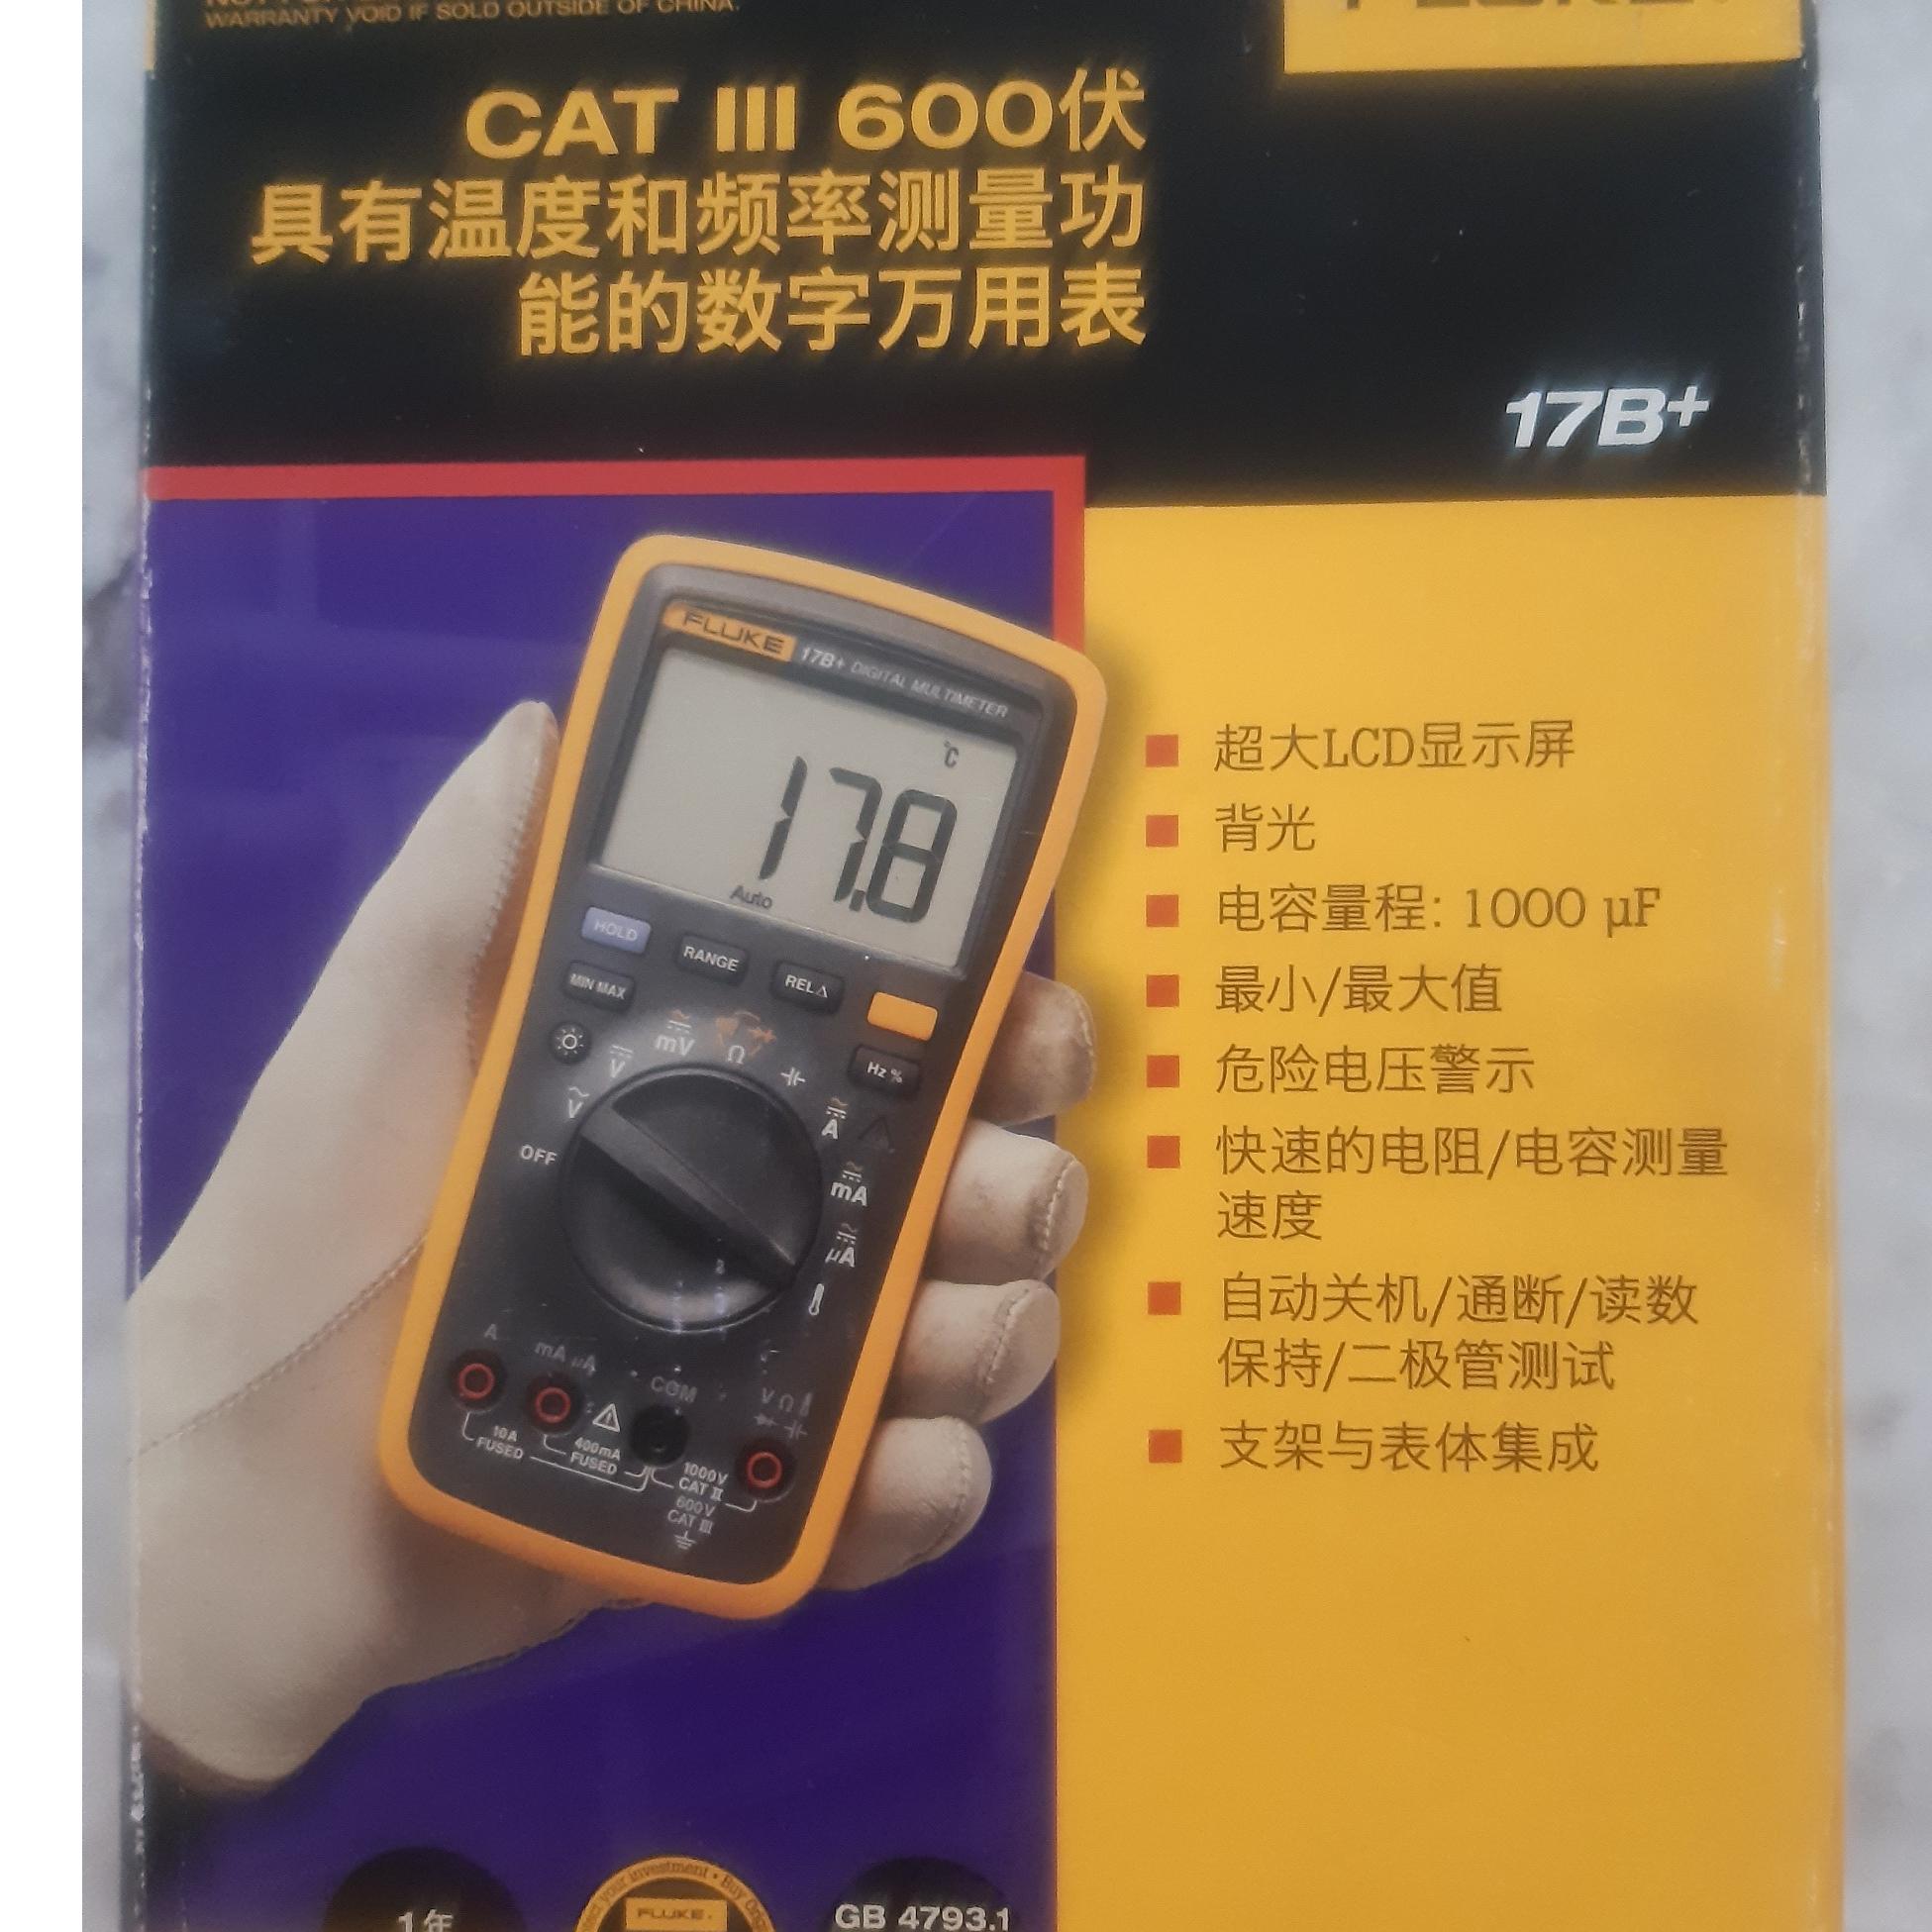 WARRANTY VOID IF SOLD OUTSIDE OF CHINA.
CAT III 600伏
具有温度和频率测量功
能的数字万用表
17B+
FLUKE 17B+ DIGITAL MULTIMETER
°C
17.8
Auto
HOLD
RANGE
REL Δ
MIN MAX
Hz %
mV
Ω
V
V
A
OFF
mA
µA
A
mA µA
COM
V Ω
10A
FUSED
400mA
FUSED
1000V
CAT II
600V
CAT III
■ 超大LCD显示屏
■ 背光
■ 电容量程: 1000 µF
■ 最小/最大值
■ 危险电压警示
■ 快速的电阻/电容测量
速度
■ 自动关机/通断/读数
保持/二极管测试
■ 支架与表体集成
1年
your investment • Buy
FLUKE.
GB 4793.1